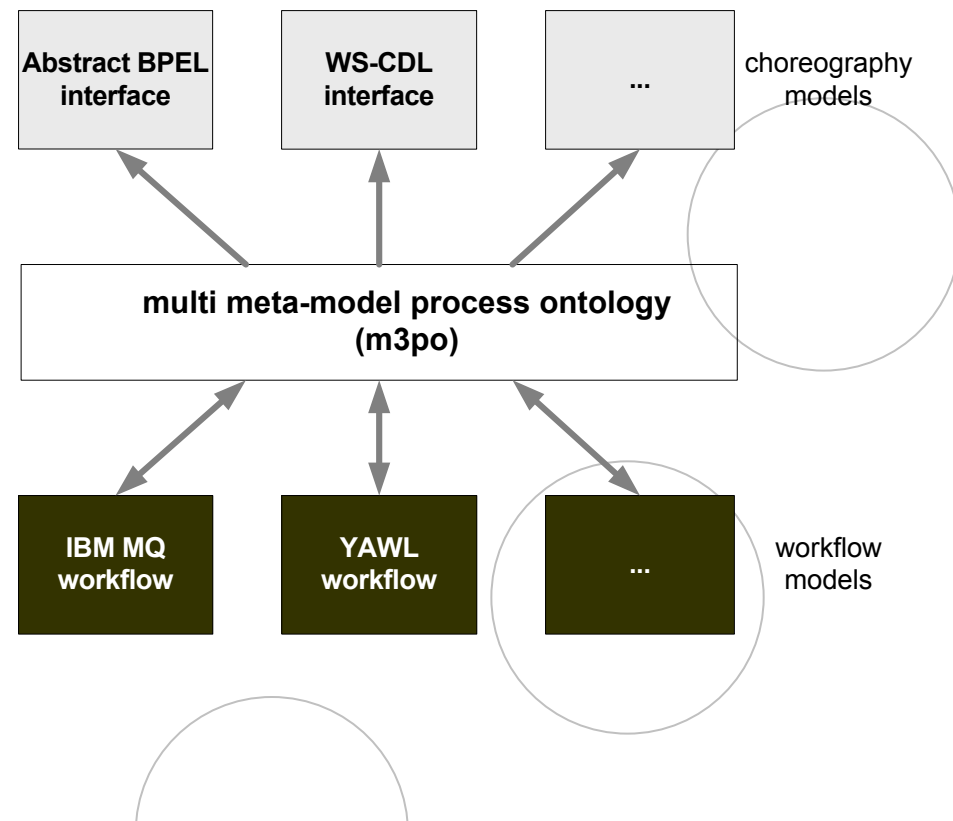 Abstract BPEL
interface
WS-CDL
interface
...
choreography
models
multi meta-model process ontology
(m3po)
IBM MQ
workflow
YAWL
workflow
...
workflow
models